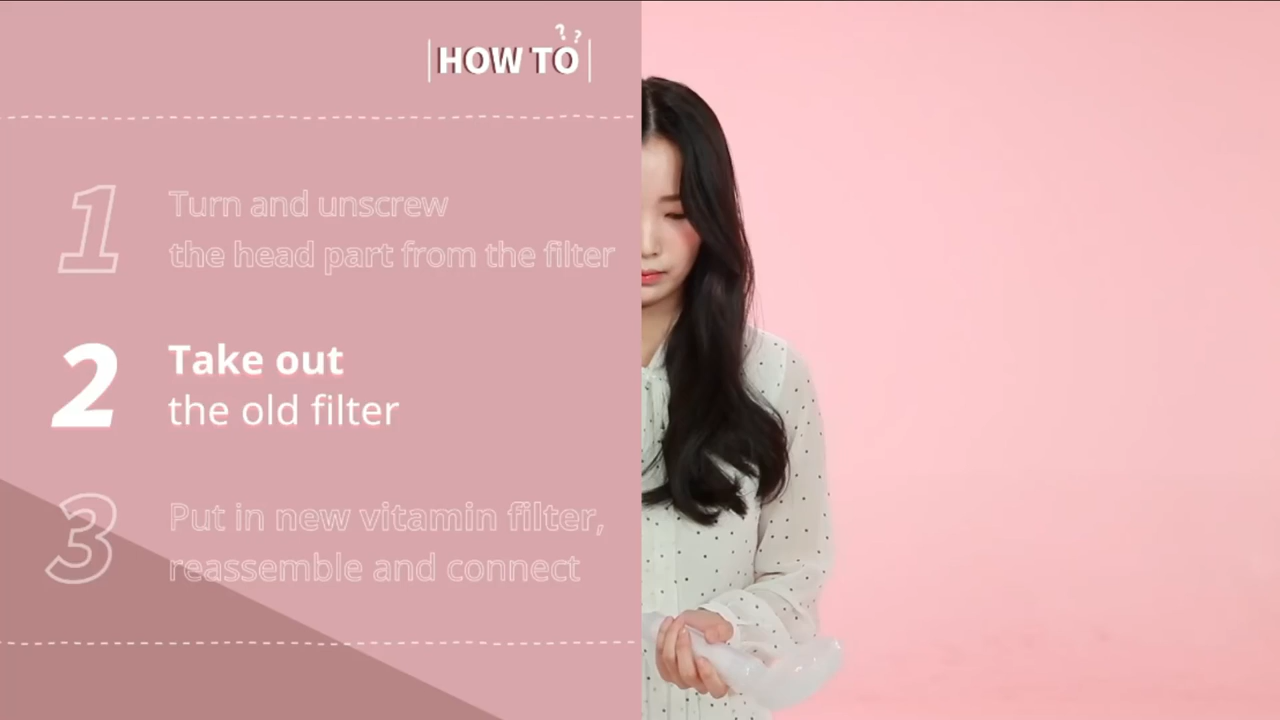 HOW TO
??
1
Turn and unscrew
the head part from the filter
2
Take out
the old filter
3
Put in new vitamin filter,
reassemble and connect